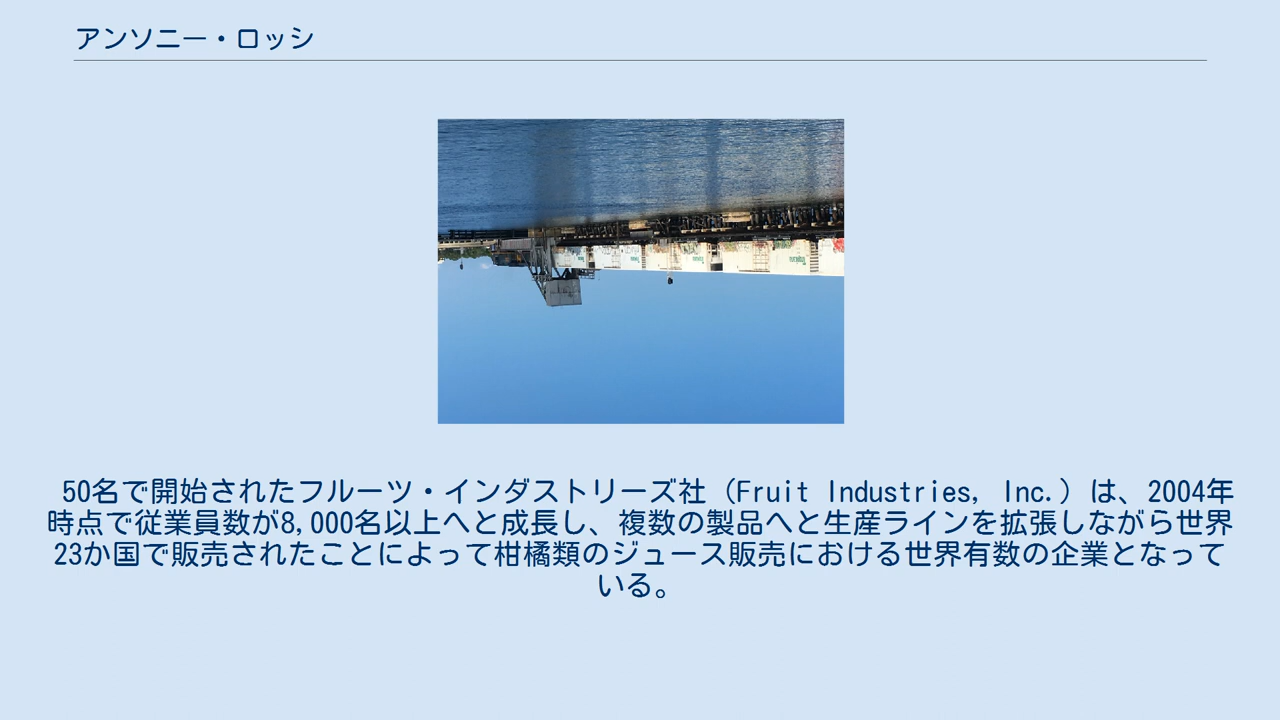 アンソニー・ロッシ
50名で開始されたフルーツ・インダストリーズ社（Fruit Industries, Inc.）は、2004年
時点で従業員数が8,000名以上へと成長し、複数の製品へと生産ラインを拡張しながら世界
23か国で販売されたことによって柑橘類のジュース販売における世界有数の企業となって
いる。